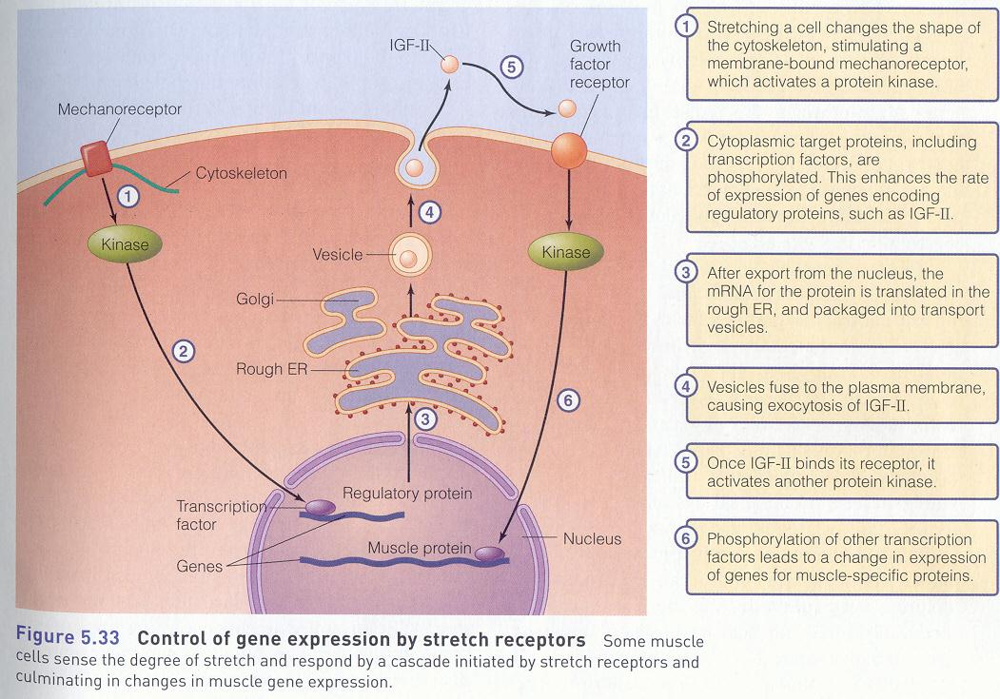 IGF-II
5
Growth
factor
receptor
Mechanoreceptor
Cytoskeleton
1
4
Kinase
Kinase
Vesicle
Golgi
2
Rough ER
6
3
Regulatory protein
Transcription
factor
Nucleus
Muscle protein
Genes
1 Stretching a cell changes the shape of
the cytoskeleton, stimulating a
membrane-bound mechanoreceptor,
which activates a protein kinase.
2 Cytoplasmic target proteins, including
transcription factors, are
phosphorylated. This enhances the rate
of expression of genes encoding
regulatory proteins, such as IGF-II.
3 After export from the nucleus, the
mRNA for the protein is translated in the
rough ER, and packaged into transport
vesicles.
4 Vesicles fuse to the plasma membrane,
causing exocytosis of IGF-II.
5 Once IGF-II binds its receptor, it
activates another protein kinase.
6 Phosphorylation of other transcription
factors leads to a change in expression
of genes for muscle-specific proteins.
Figure 5.33 Control of gene expression by stretch receptors Some muscle
cells sense the degree of stretch and respond by a cascade initiated by stretch receptors and
culminating in changes in muscle gene expression.